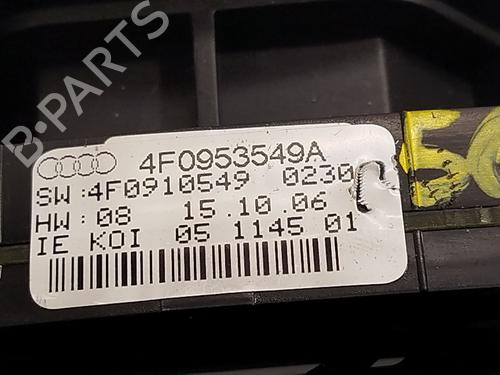 B-PARTS
4F0953549A
SW:4F0910549 0230
HW:08 15.10.06
IE KOI 05 1145 01